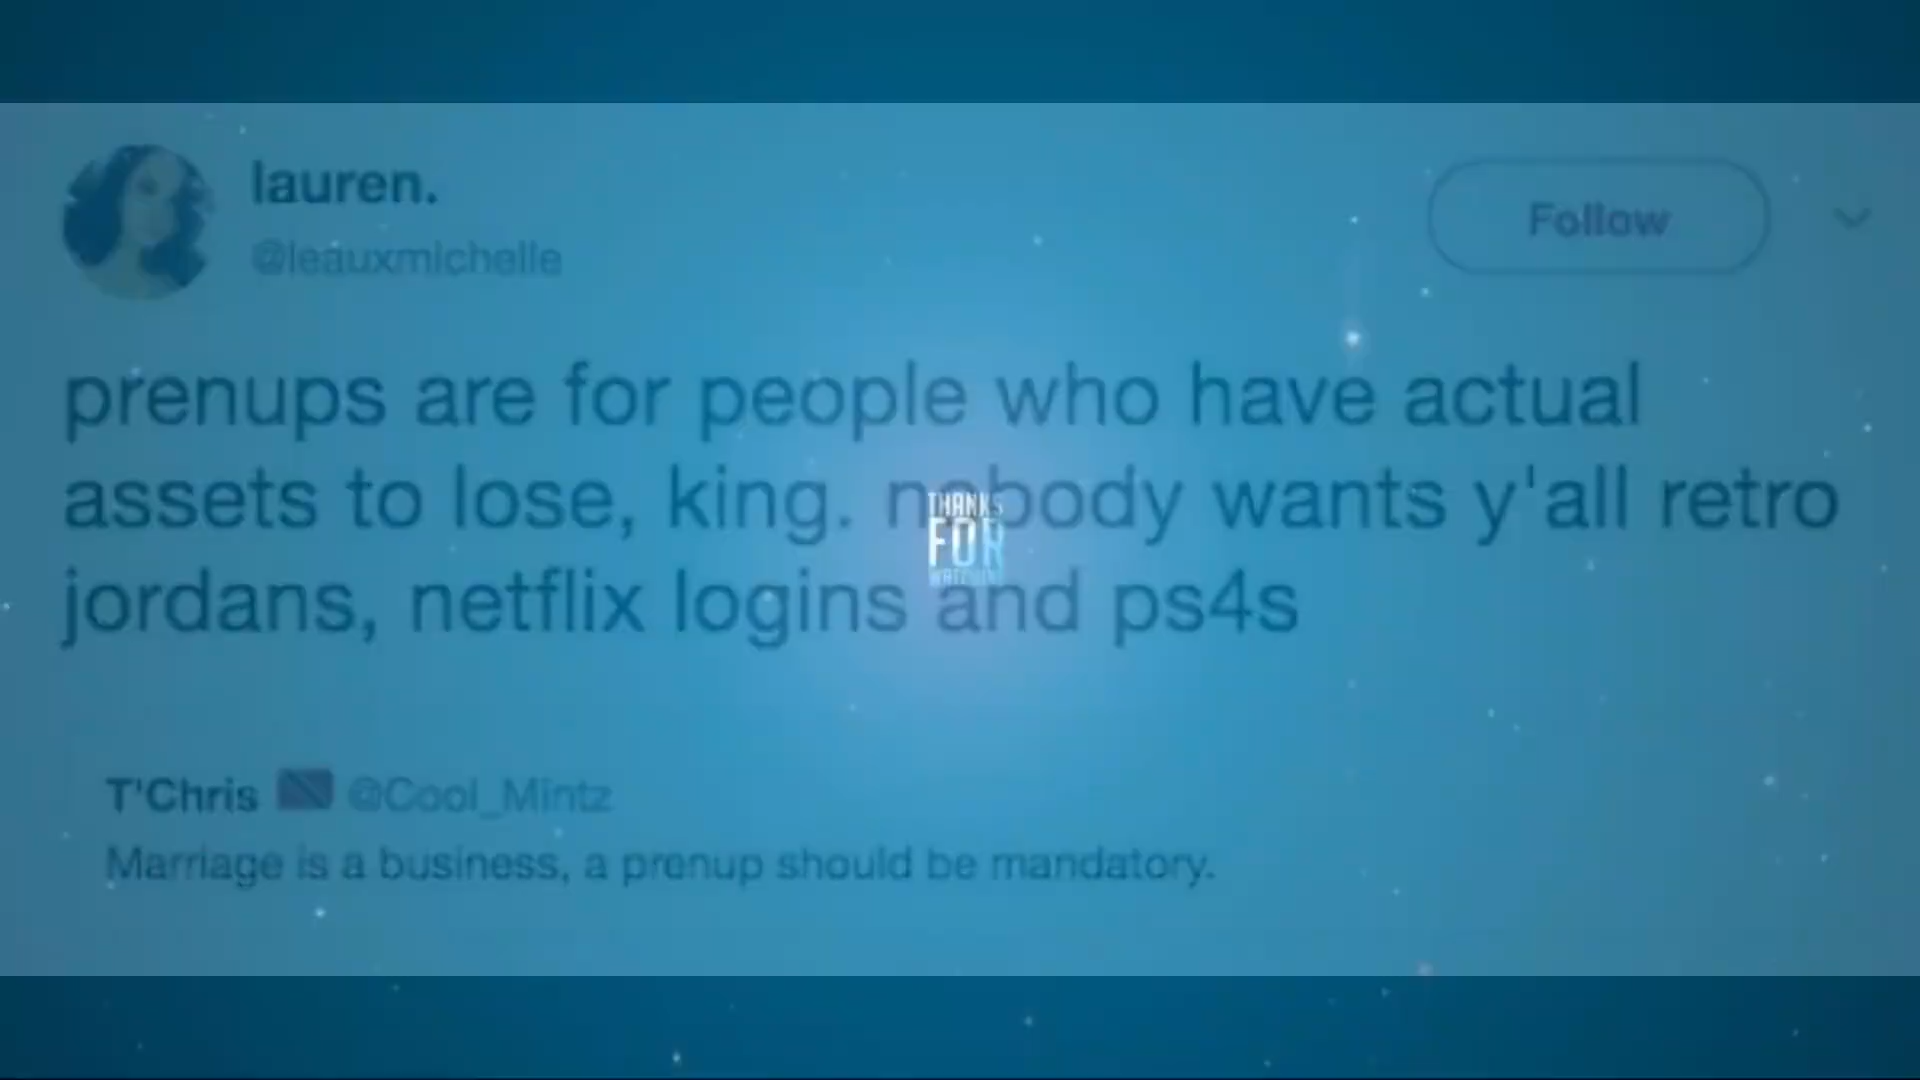 lauren.
@leauxmichelle
Follow
prenups are for people who have actual
assets to lose, king. nobody wants y'all retro
jordans, netflix logins and ps4s
THANKS
FOR
WATCHING
T'Chris @Cool_Mintz
Marriage is a business, a prenup should be mandatory.